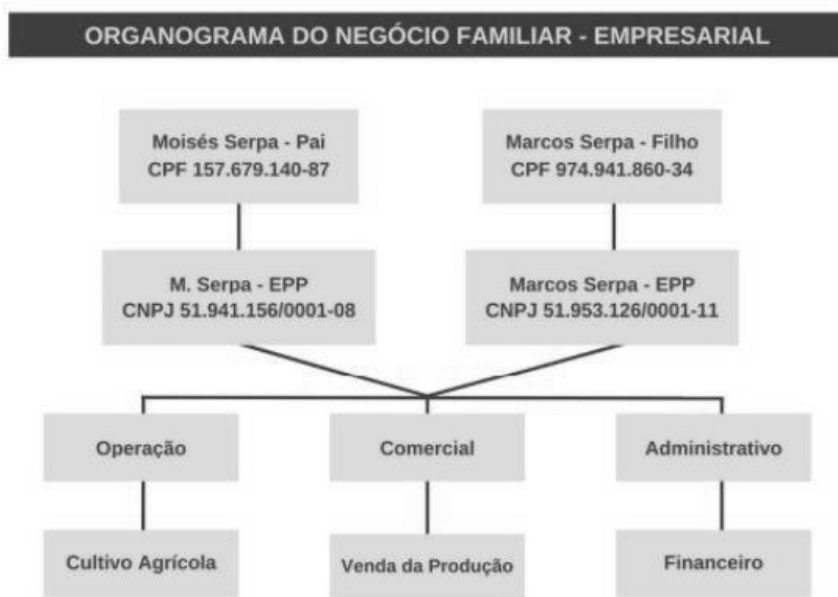 ORGANOGRAMA DO NEGÓCIO FAMILIAR - EMPRESARIAL
Moisés Serpa - Pai
CPF 157.679.140-87
Marcos Serpa - Filho
CPF 974.941.860-34
M. Serpa - EPP
CNPJ 51.941.156/0001-08
Marcos Serpa - EPP
CNPJ 51.953.126/0001-11
Operação
Comercial
Administrativo
Cultivo Agrícola
Venda da Produção
Financeiro